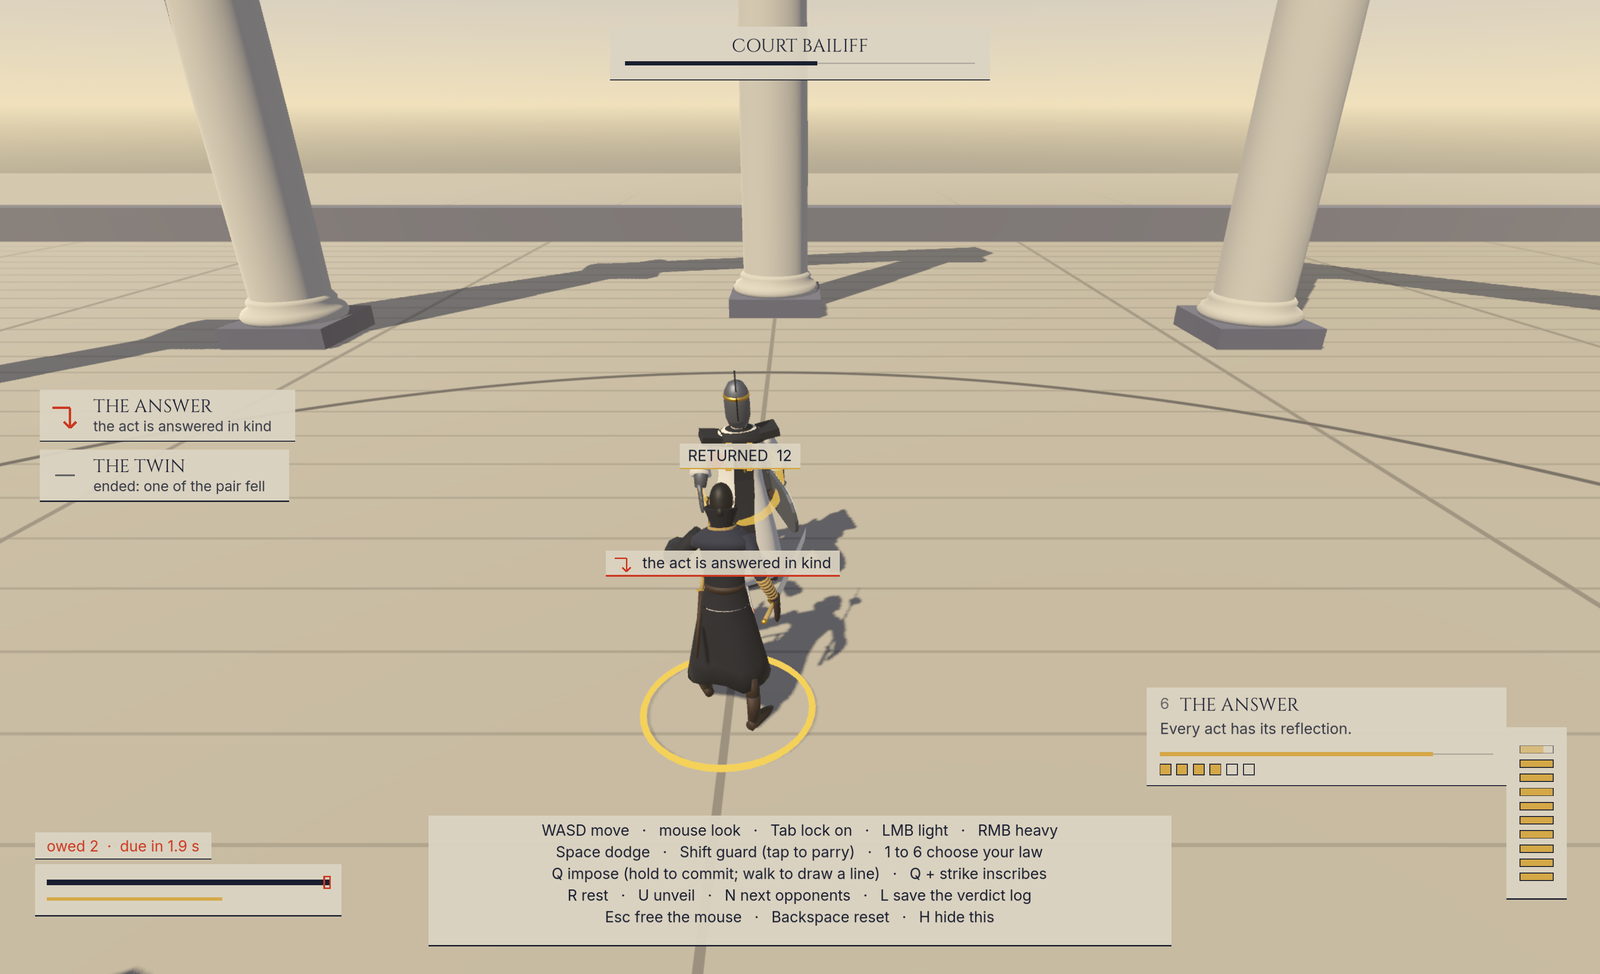 COURT BAILIFF
THE ANSWER
the act is answered in kind
THE TWIN
ended: one of the pair fell
RETURNED 12
the act is answered in kind
6 THE ANSWER
Every act has its reflection.
owed 2 · due in 1.9 s
WASD move · mouse look · Tab lock on · LMB light · RMB heavy
Space dodge · Shift guard (tap to parry) · 1 to 6 choose your law
Q impose (hold to commit; walk to draw a line) · Q + strike inscribes
R rest · U unveil · N next opponents · L save the verdict log
Esc free the mouse · Backspace reset · H hide this